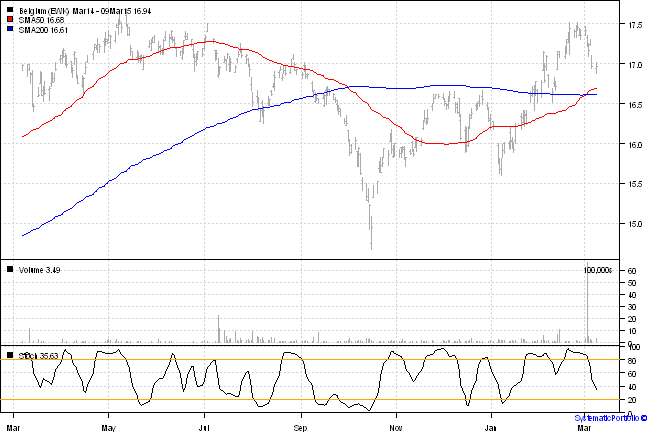 Belgium (EWK) Mar14 - 09Mar15 16.94
SMA50 16.68
SMA200 16.61
17.5
17.0
16.5
16.0
15.5
15.0
Volume 3.49
100,000s
60
50
40
30
20
10
0
Stoch 35.63
100
80
60
40
20
0
SystematicPortfolio ©
Mar
May
Jul
Sep
Nov
Jan
Mar